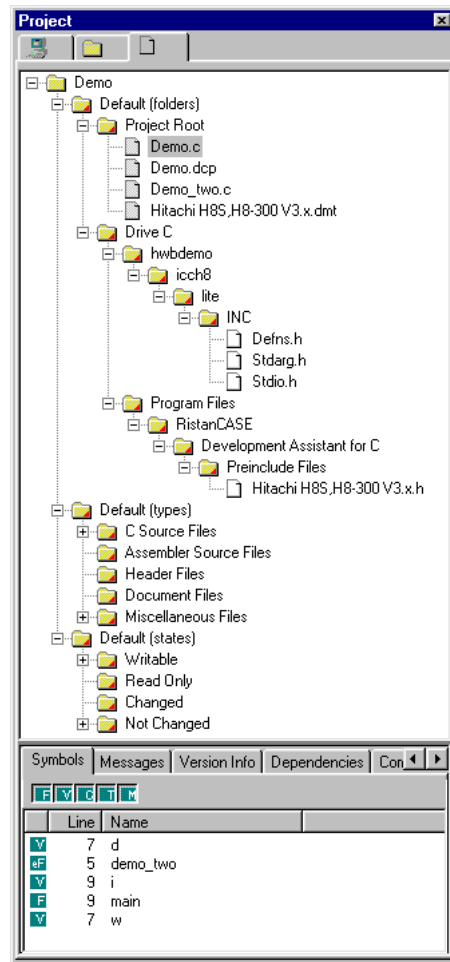 Project
Demo
Default (folders)
Project Root
Demo.c
Demo.dcp
Demo_two.c
Hitachi H8S,H8-300 V3.x.dmt
Drive C
hwbdemo
icch8
lite
INC
Defns.h
Stdarg.h
Stdio.h
Program Files
RistanCASE
Development Assistant for C
Preinclude Files
Hitachi H8S,H8-300 V3.x.h
Default (types)
C Source Files
Assembler Source Files
Header Files
Document Files
Miscellaneous Files
Default (states)
Writable
Read Only
Changed
Not Changed
Symbols Messages Version Info Dependencies Con
F V C T M
Line Name
V 7 d
eF 5 demo_two
V 9 i
F 9 main
V 7 w